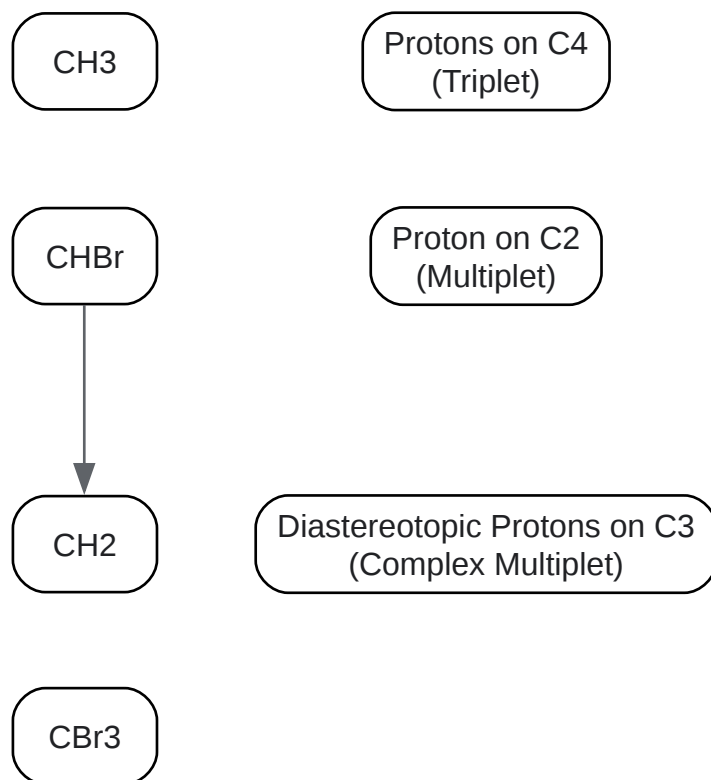 CH3
Protons on C4
(Triplet)
CHBr
Proton on C2
(Multiplet)
CH2
Diastereotopic Protons on C3
(Complex Multiplet)
CBr3